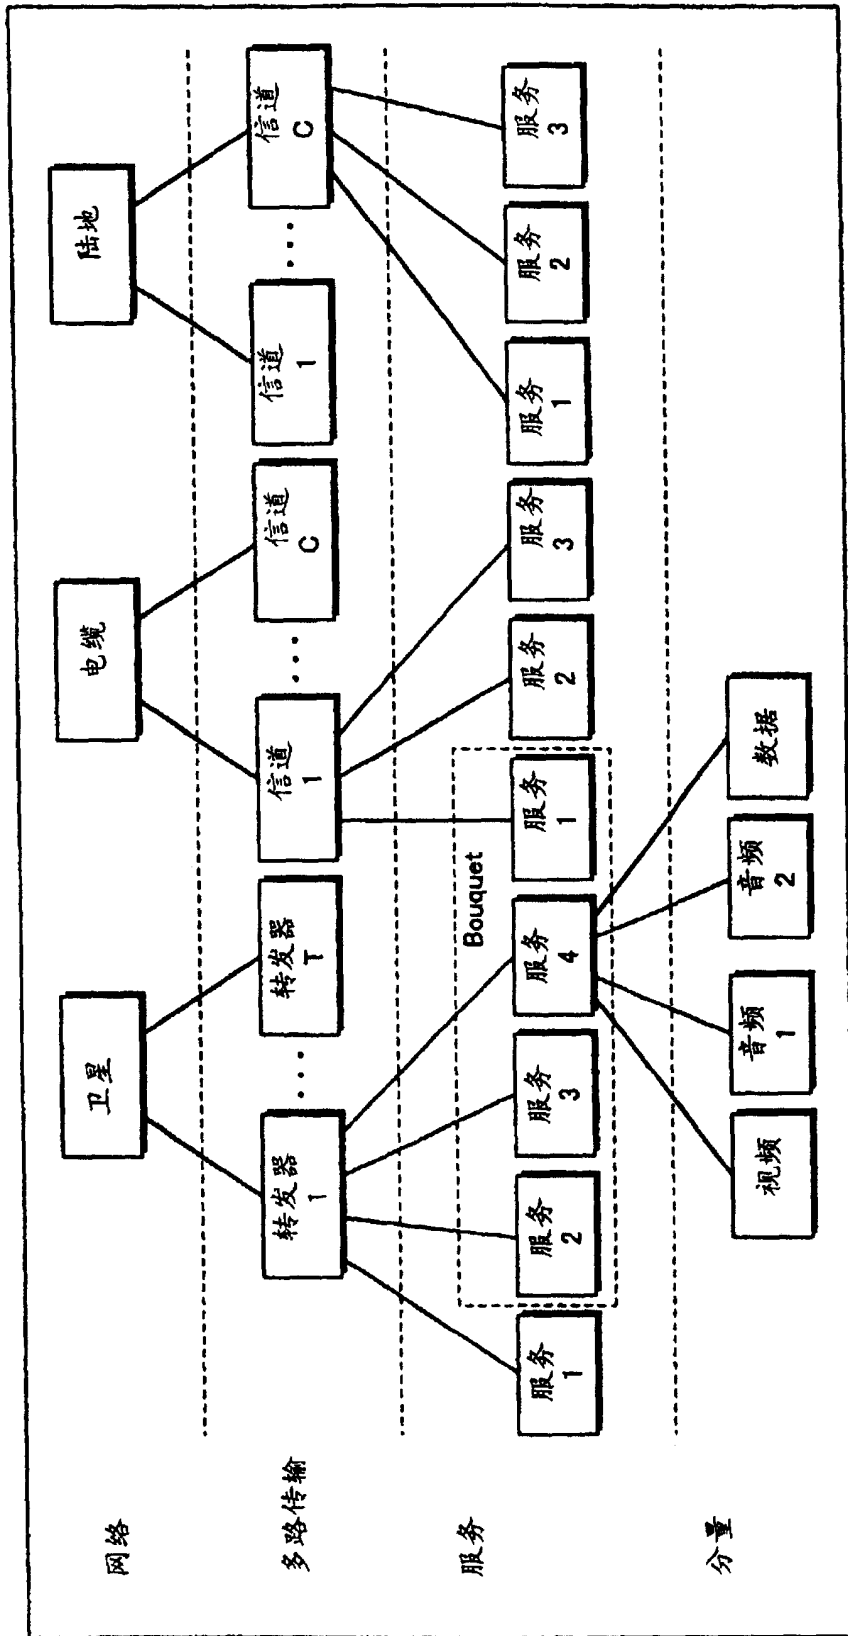 网络
卫星
电缆
陆地
多路传输
转发器
1
...
转发器
T
信道
1
...
信道
C
信道
1
...
信道
C
服务
Bouquet
服务
1
服务
2
服务
3
服务
4
服务
1
服务
2
服务
3
服务
1
服务
2
服务
3
分量
视频
音频
1
音频
2
数据